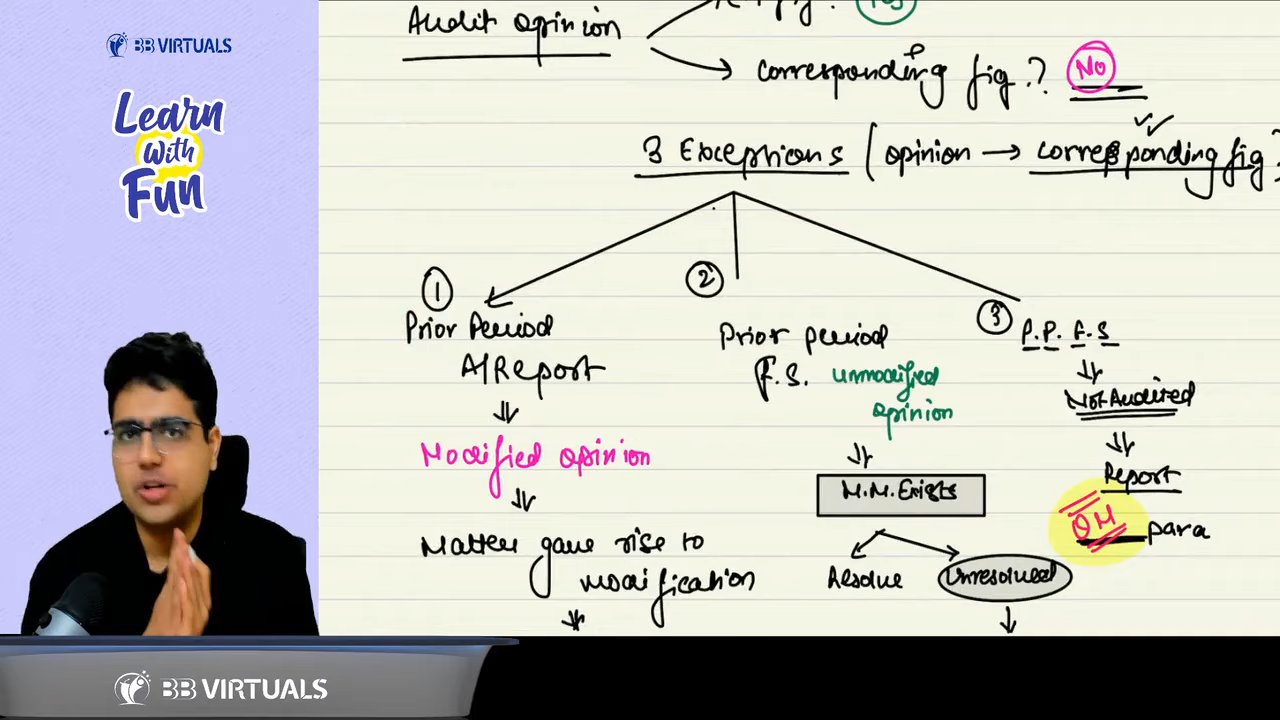 BB VIRTUALS
Learn
With
Fun
Audit opinion
Yes
corresponding fig.? No
3 Exceptions (opinion → corresponding fig?
1
Prior Period
A/Report
Modified opinion
Matter gave rise to
modification
2
Prior period
F.S. unmodified
opinion
M.M. Exists
Resolve Unresolved
3
P.P. F.S
Not Audited
Report
OM para
BB VIRTUALS